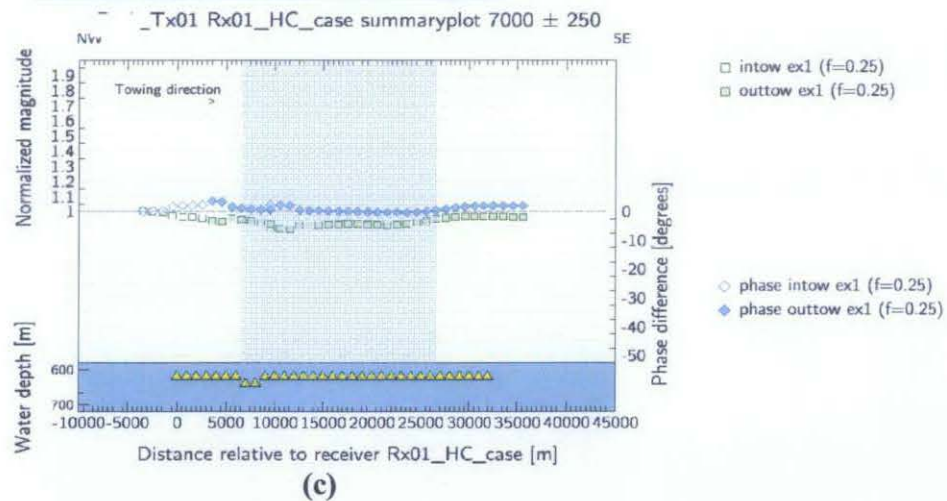 _Tx01 Rx01_HC_case summaryplot 7000 ± 250
NW SE
Normalized magnitude
1.9
1.8
1.7
1.6
1.5
1.4
1.3
1.2
1.1
1
Towing direction
>
□ intow ex1 (f=0.25)
□ outtow ex1 (f=0.25)
0
-10
-20
-30
-40
-50
Phase difference [degrees]
◇ phase intow ex1 (f=0.25)
◆ phase outtow ex1 (f=0.25)
Water depth [m]
600
700
-10000 -5000 0 5000 10000 15000 20000 25000 30000 35000 40000 45000
Distance relative to receiver Rx01_HC_case [m]
(c)